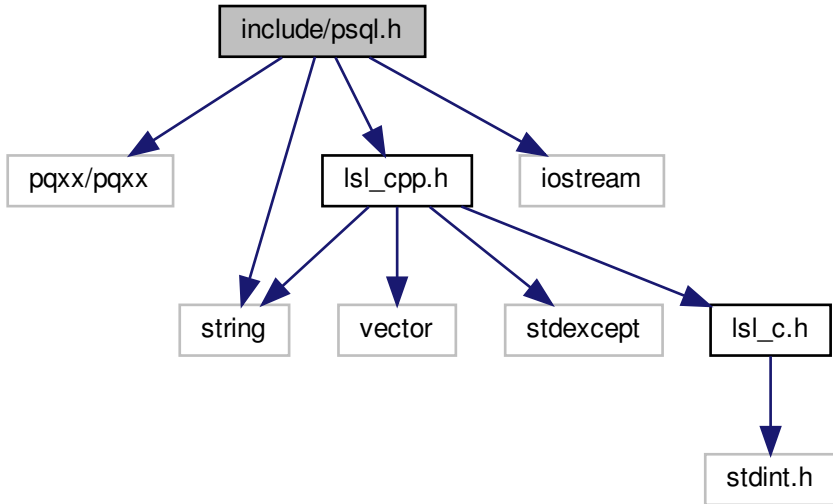 include/psql.h
pqxx/pqxx
lsl_cpp.h
iostream
string
vector
stdexcept
lsl_c.h
stdint.h